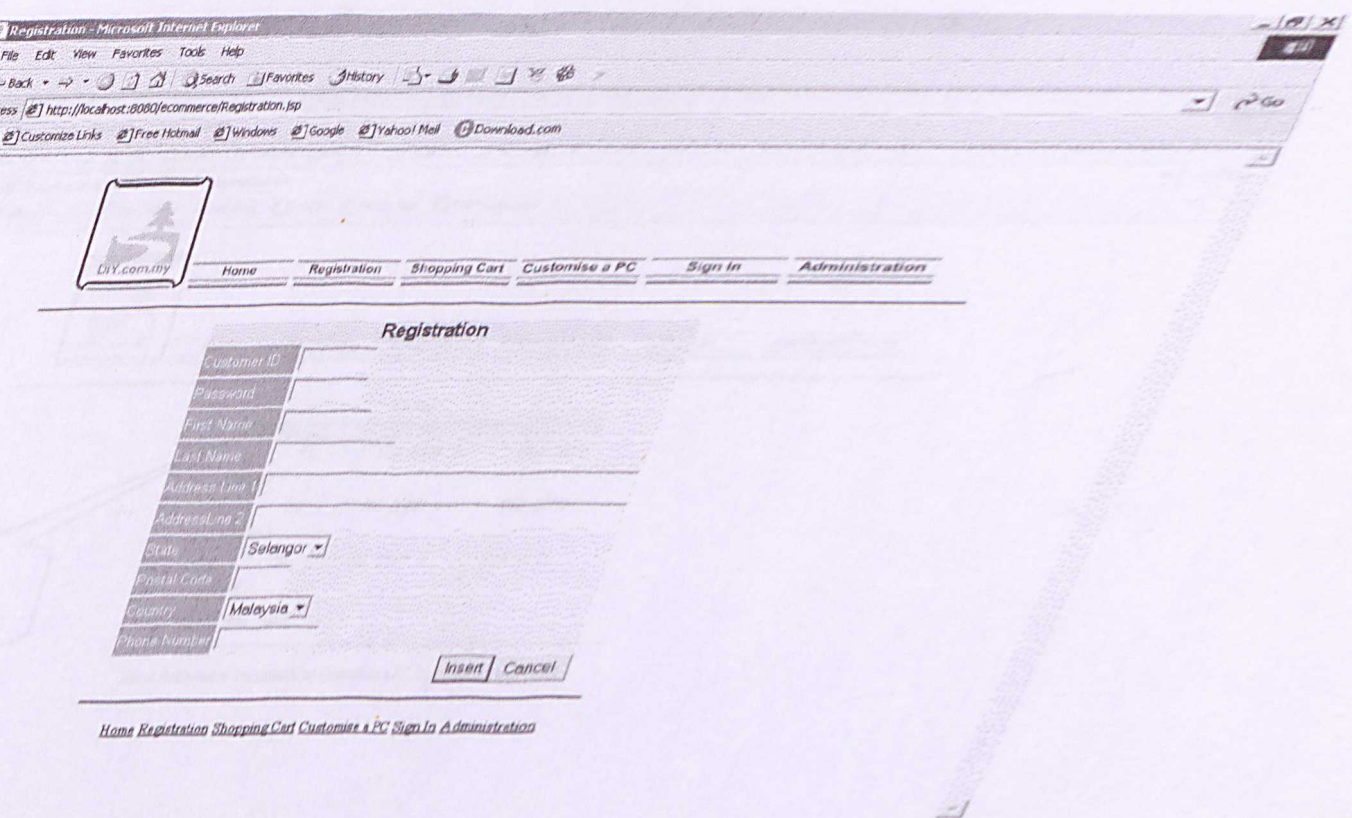 Registration - Microsoft Internet Explorer
File Edit View Favorites Tools Help
Back Search Favorites History
ess http://localhost:8080/ecommerce/Registration.jsp Go
Customize Links Free Hotmail Windows Google Yahoo! Mail Download.com
DIY.com.my Home Registration Shopping Cart Customise a PC Sign In Administration
Registration
Customer ID
Password
First Name
Last Name
Address Line 1
AddressLine 2
State Selangor
Postal Code
Country Malaysia
Phone Number
Insert Cancel
Home Registration Shopping Cart Customise a PC Sign In Administration